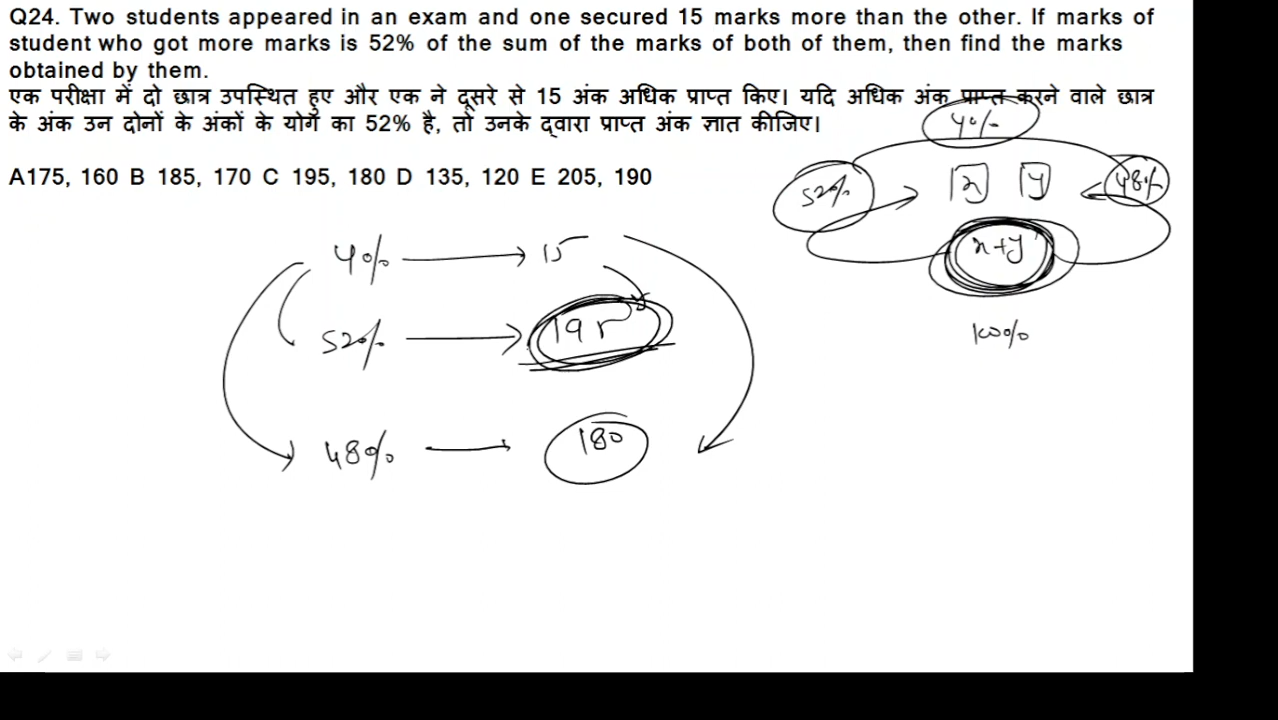 Q24. Two students appeared in an exam and one secured 15 marks more than the other. If marks of
student who got more marks is 52% of the sum of the marks of both of them, then find the marks
obtained by them.
एक परीक्षा में दो छात्र उपस्थित हुए और एक ने दूसरे से 15 अंक अधिक प्राप्त किए। यदि अधिक अंक प्राप्त करने वाले छात्र
के अंक उन दोनों के अंकों के योग का 52% है, तो उनके द्वारा प्राप्त अंक ज्ञात कीजिए।
4%
A175, 160 B 185, 170 C 195, 180 D 135, 120 E 205, 190
52% x y 48%
x+y
4% 15
52% 195
100%
48% 180